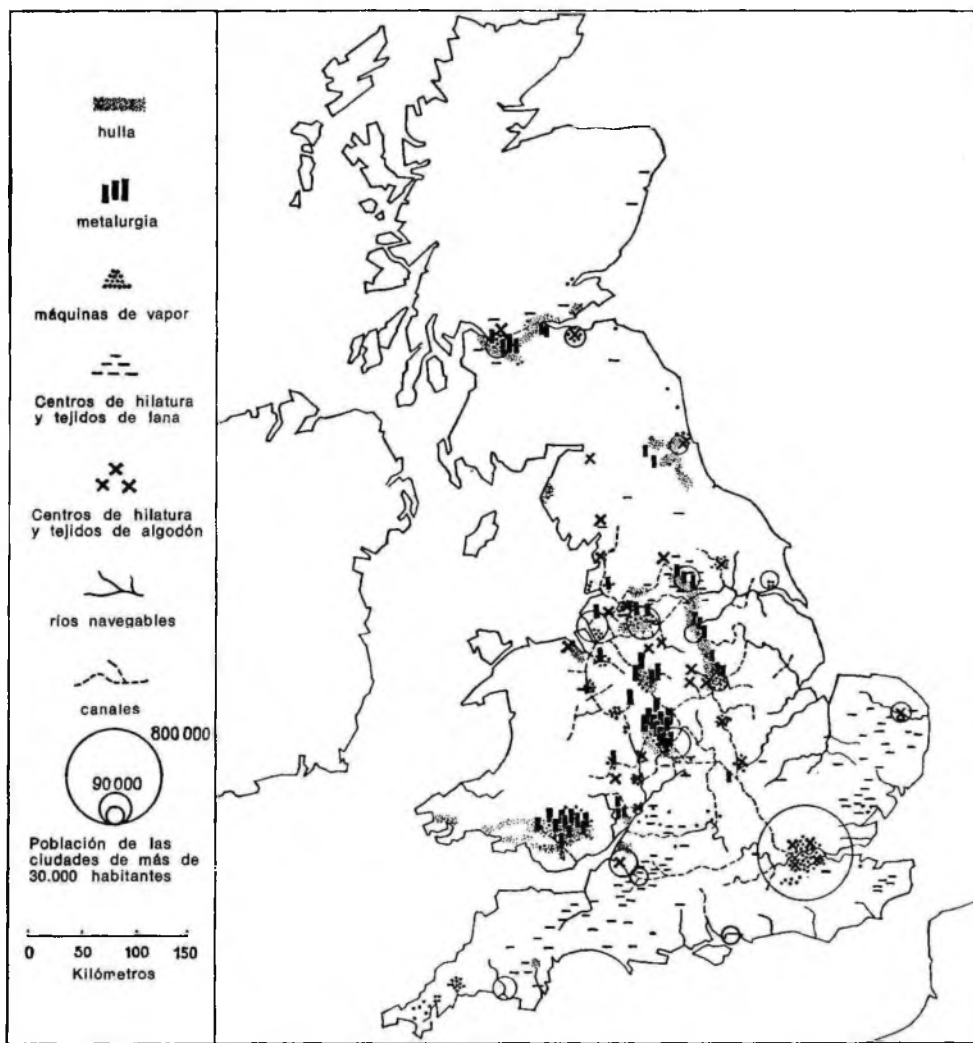 hulla
metalurgia
máquinas de vapor
Centros de hilatura
y tejidos de lana
Centros de hilatura
y tejidos de algodón
ríos navegables
canales
800 000
90 000
Población de las
ciudades de más de
30.000 habitantes
0 50 100 150
Kilómetros